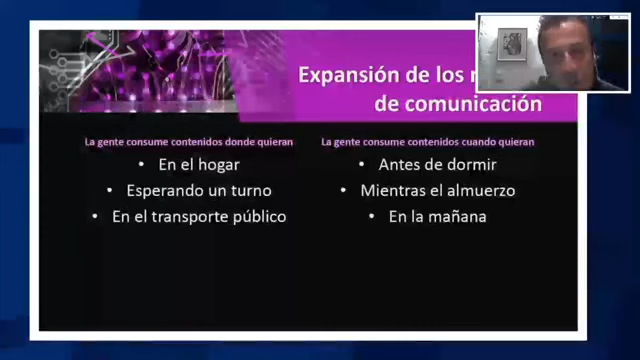 Expansión de los
de comunicación
La gente consume contenidos donde quieran
• En el hogar
• Esperando un turno
• En el transporte público
La gente consume contenidos cuando quieran
• Antes de dormir
• Mientras el almuerzo
• En la mañana